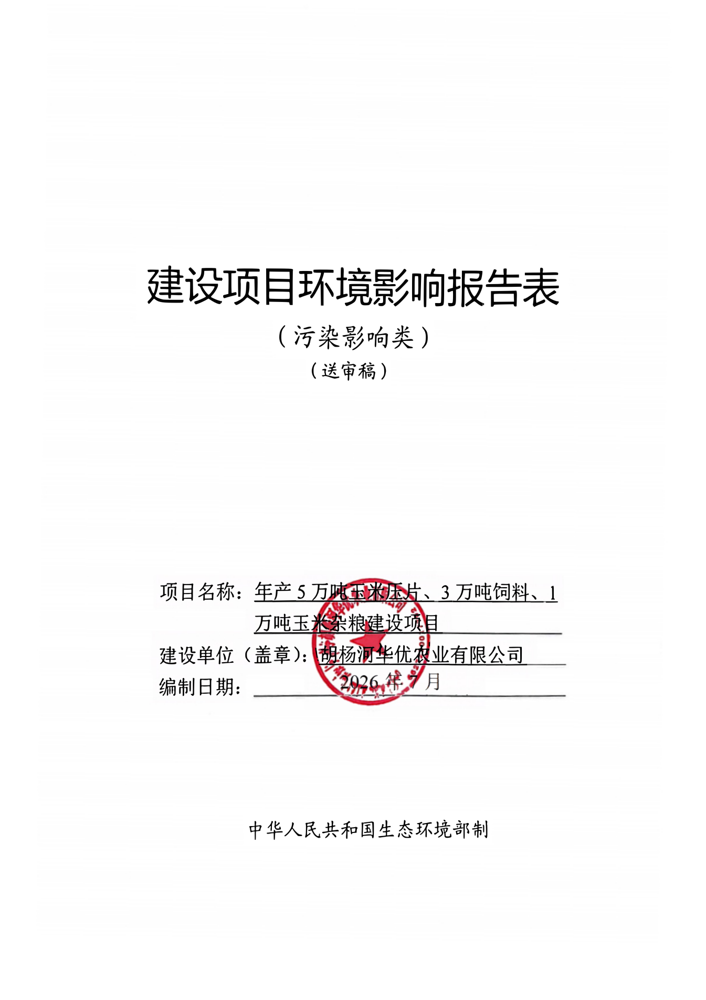 建设项目环境影响报告表
（污染影响类）
（送审稿）
项目名称：年产 5 万吨玉米压片、3 万吨饲料、1
万吨玉米杂粮建设项目
建设单位（盖章）：胡杨河华优农业有限公司
编制日期：2026 年 7 月
中华人民共和国生态环境部制